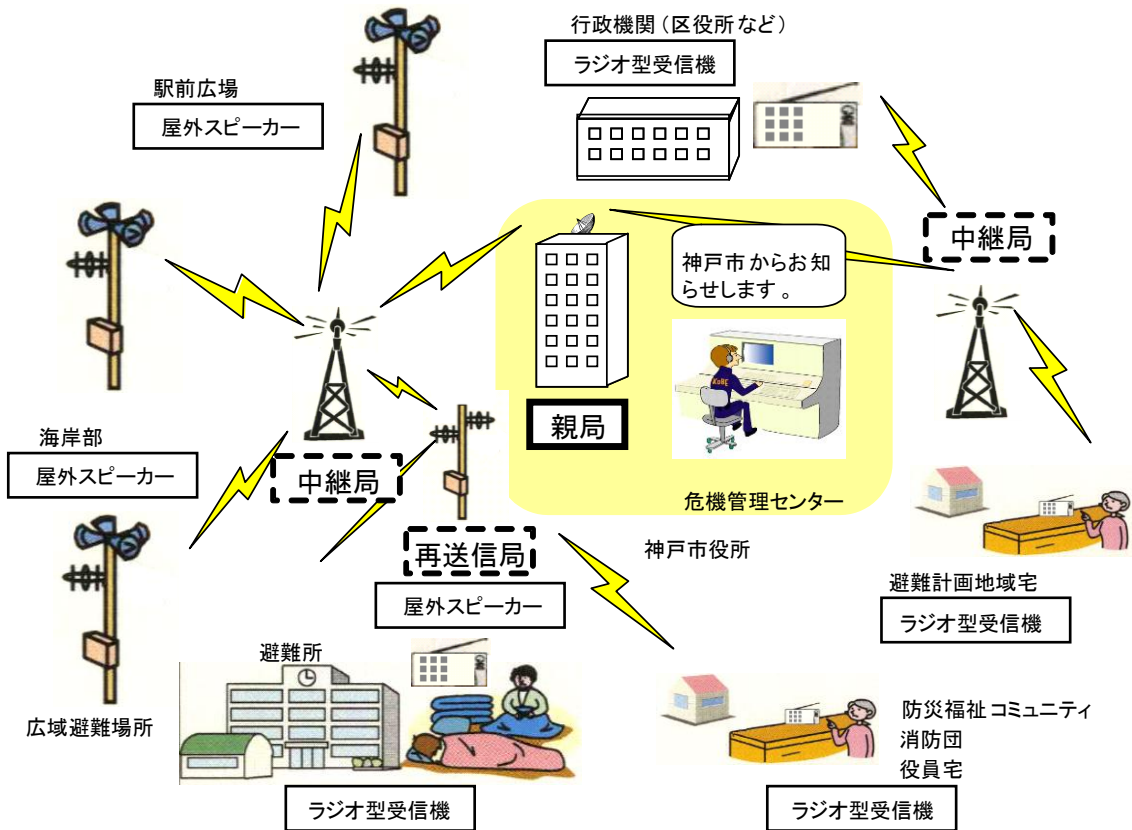 行政機関（区役所など）
ラジオ型受信機
駅前広場
屋外スピーカー
中継局
神戸市からお知
らせします。
KOBE
親局
海岸部
屋外スピーカー
中継局
危機管理センター
再送信局
神戸市役所
屋外スピーカー
避難計画地域宅
ラジオ型受信機
避難所
広域避難場所
防災福祉コミュニティ
消防団
役員宅
ラジオ型受信機
ラジオ型受信機